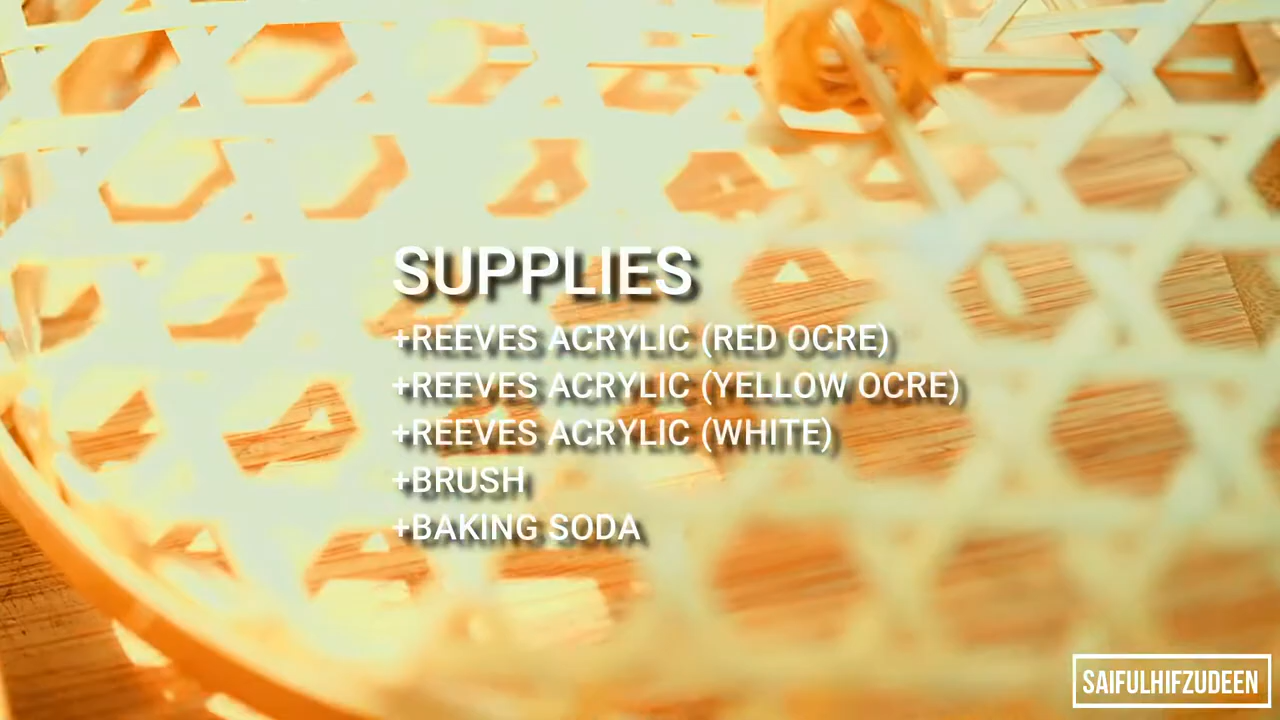 SUPPLIES
+REEVES ACRYLIC (RED OCRE)
+REEVES ACRYLIC (YELLOW OCRE)
+REEVES ACRYLIC (WHITE)
+BRUSH
+BAKING SODA
SAIFULHIFZUDEEN